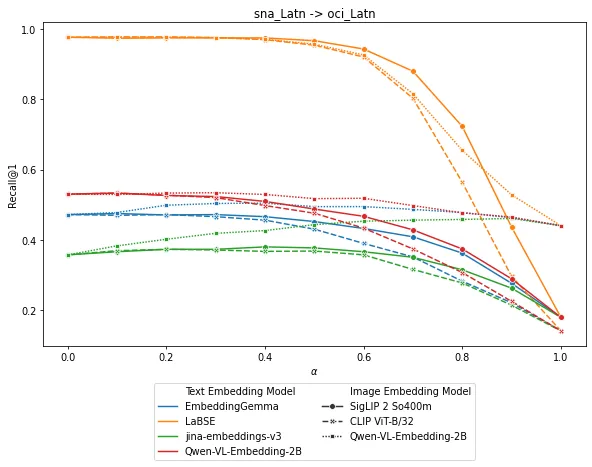 sna_Latn -> oci_Latn
Recall@1
1.0
0.8
0.6
0.4
0.2
0.0 0.2 0.4 0.6 0.8 1.0
α
Text Embedding Model Image Embedding Model
EmbeddingGemma SigLIP 2 So400m
LaBSE CLIP ViT-B/32
jina-embeddings-v3 Qwen-VL-Embedding-2B
Qwen-VL-Embedding-2B